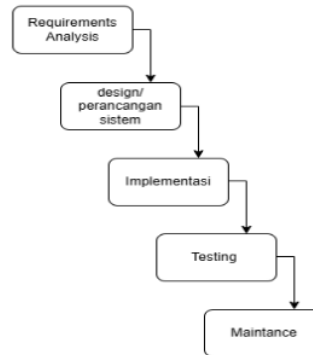 Requirements
Analysis
design/
perancangan
sistem
Implementasi
Testing
Maintance